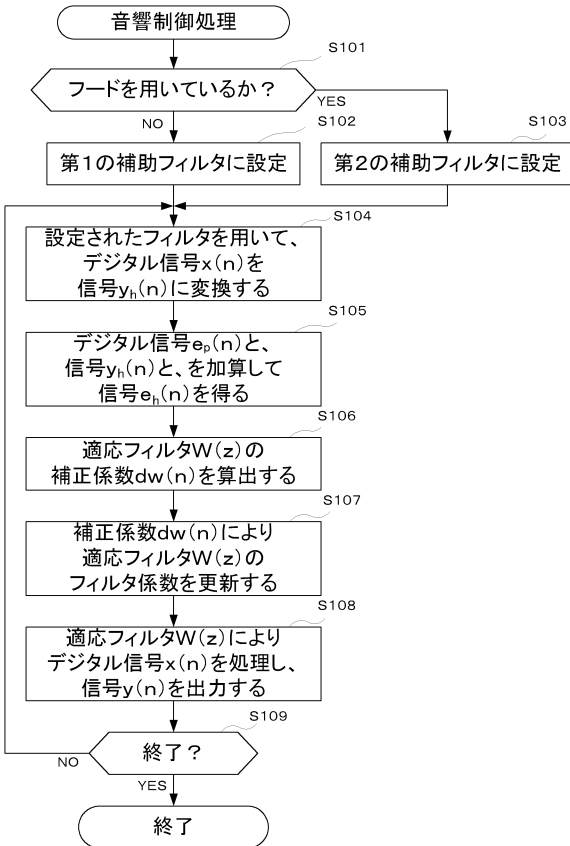 音響制御処理
S101
フードを用いているか？
YES
NO
S102
第１の補助フィルタに設定
S103
第２の補助フィルタに設定
S104
設定されたフィルタを用いて、
デジタル信号x(n)を
信号yh(n)に変換する
S105
デジタル信号ep(n)と、
信号yh(n)と、を加算して
信号eh(n)を得る
S106
適応フィルタW(z)の
補正係数dw(n)を算出する
S107
補正係数dw(n)により
適応フィルタW(z)の
フィルタ係数を更新する
S108
適応フィルタW(z)により
デジタル信号x(n)を処理し、
信号y(n)を出力する
S109
終了？
NO
YES
終了